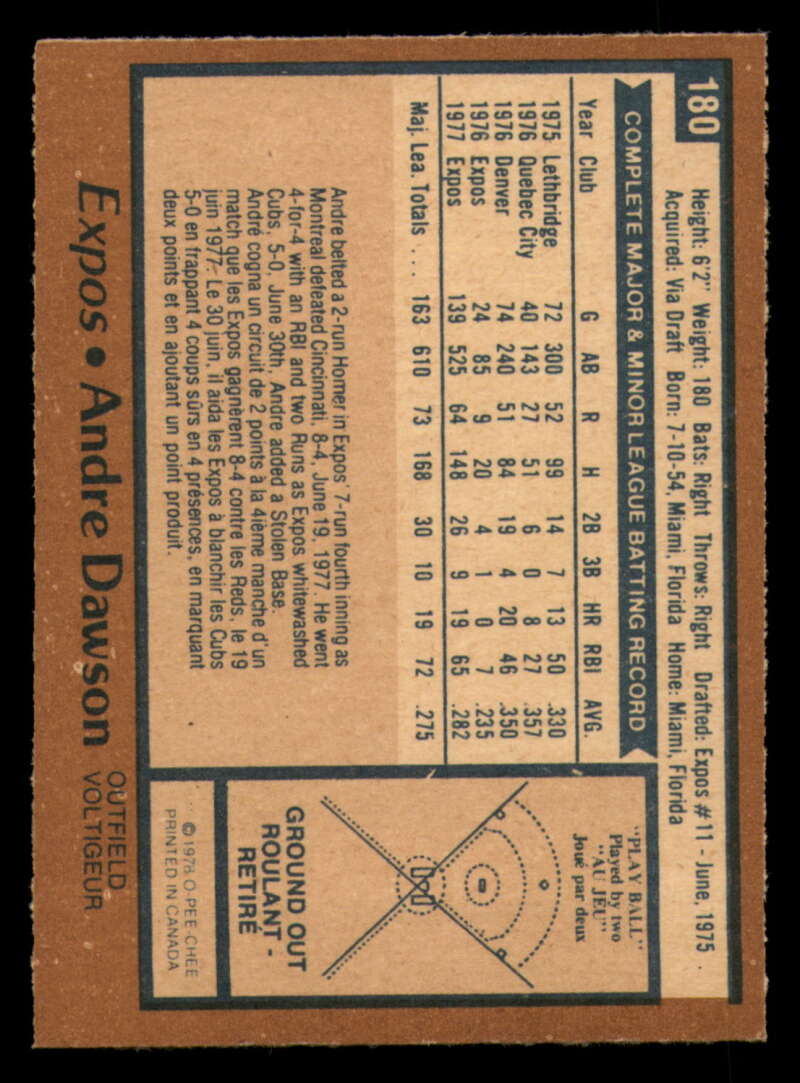 180
Height: 6'2" Weight: 180 Bats: Right Throws: Right Drafted: Expos #11 - June, 1975
Acquired: Via Draft Born: 7-10-54, Miami, Florida Home: Miami, Florida
COMPLETE MAJOR & MINOR LEAGUE BATTING RECORD
Year Club G AB R H 2B 3B HR RBI AVG.
1975 Lethbridge 72 300 52 99 14 7 13 50 .330
1976 Quebec City 40 143 27 51 6 0 8 27 .357
1976 Denver 74 240 51 84 19 4 20 46 .350
1976 Expos 24 85 9 20 4 1 0 7 .235
1977 Expos 139 525 64 148 26 9 19 65 .282
Maj. Lea. Totals .... 163 610 73 168 30 10 19 72 .275
Andre belted a 2-run Homer in Expos' 7-run fourth inning as
Montreal defeated Cincinnati, 8-4, June 19, 1977. He went
4-for-4 with an RBI and two Runs as Expos whitewashed
Cubs, 5-0, June 30th. Andre added a Stolen Base.
André cogna un circuit de 2 points à la 4ième manche d'un
match que les Expos gagnèrent 8-4 contre les Reds, le 19
juin 1977. Le 30 juin, il aida les Expos à blanchir les Cubs
5-0 en frappant 4 coups sûrs en 4 présences, en marquant
deux points et en ajoutant un point produit.
"PLAY BALL"
Played by two
"AU JEU"
Joué par deux
GROUND OUT
ROULANT -
RETIRÉ
© 1978 O-PEE-CHEE
PRINTED IN CANADA
Expos • Andre Dawson
OUTFIELD
VOLTIGEUR